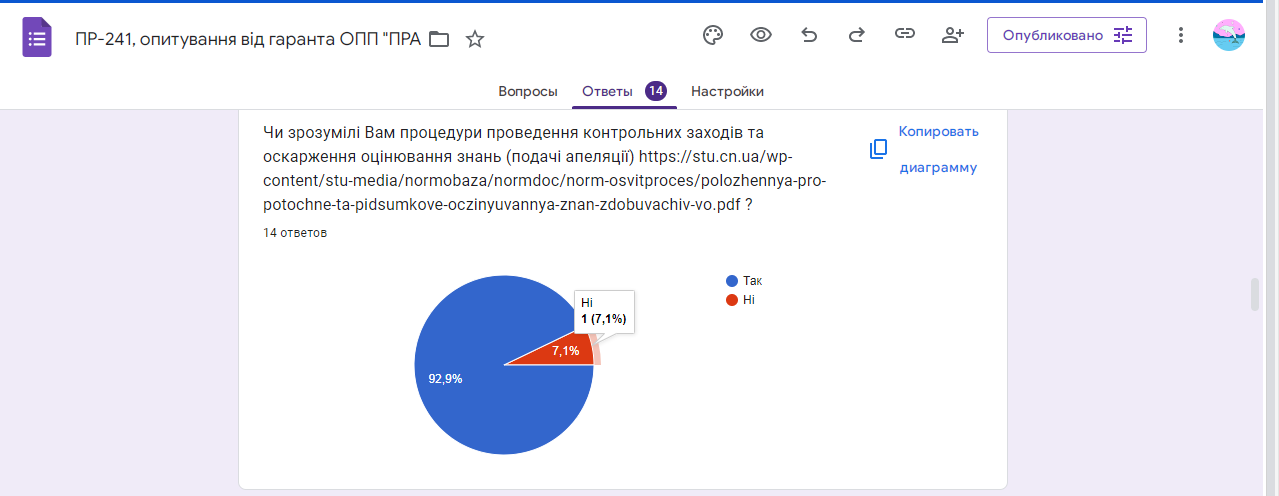 ПР-241, опитування від гаранта ОПП "ПРА
Опубликовано
Вопросы
Ответы 14
Настройки
Чи зрозумілі Вам процедури проведення контрольних заходів та
оскарження оцінювання знань (подачі апеляції) https://stu.cn.ua/wp-
content/stu-media/normobaza/normdoc/norm-osvitproces/polozhennya-pro-
potochne-ta-pidsumkove-oczinyuvannya-znan-zdobuvachiv-vo.pdf ?
Копировать
диаграмму
14 ответов
Так
Ні
Ні
1 (7,1%)
7,1%
92,9%